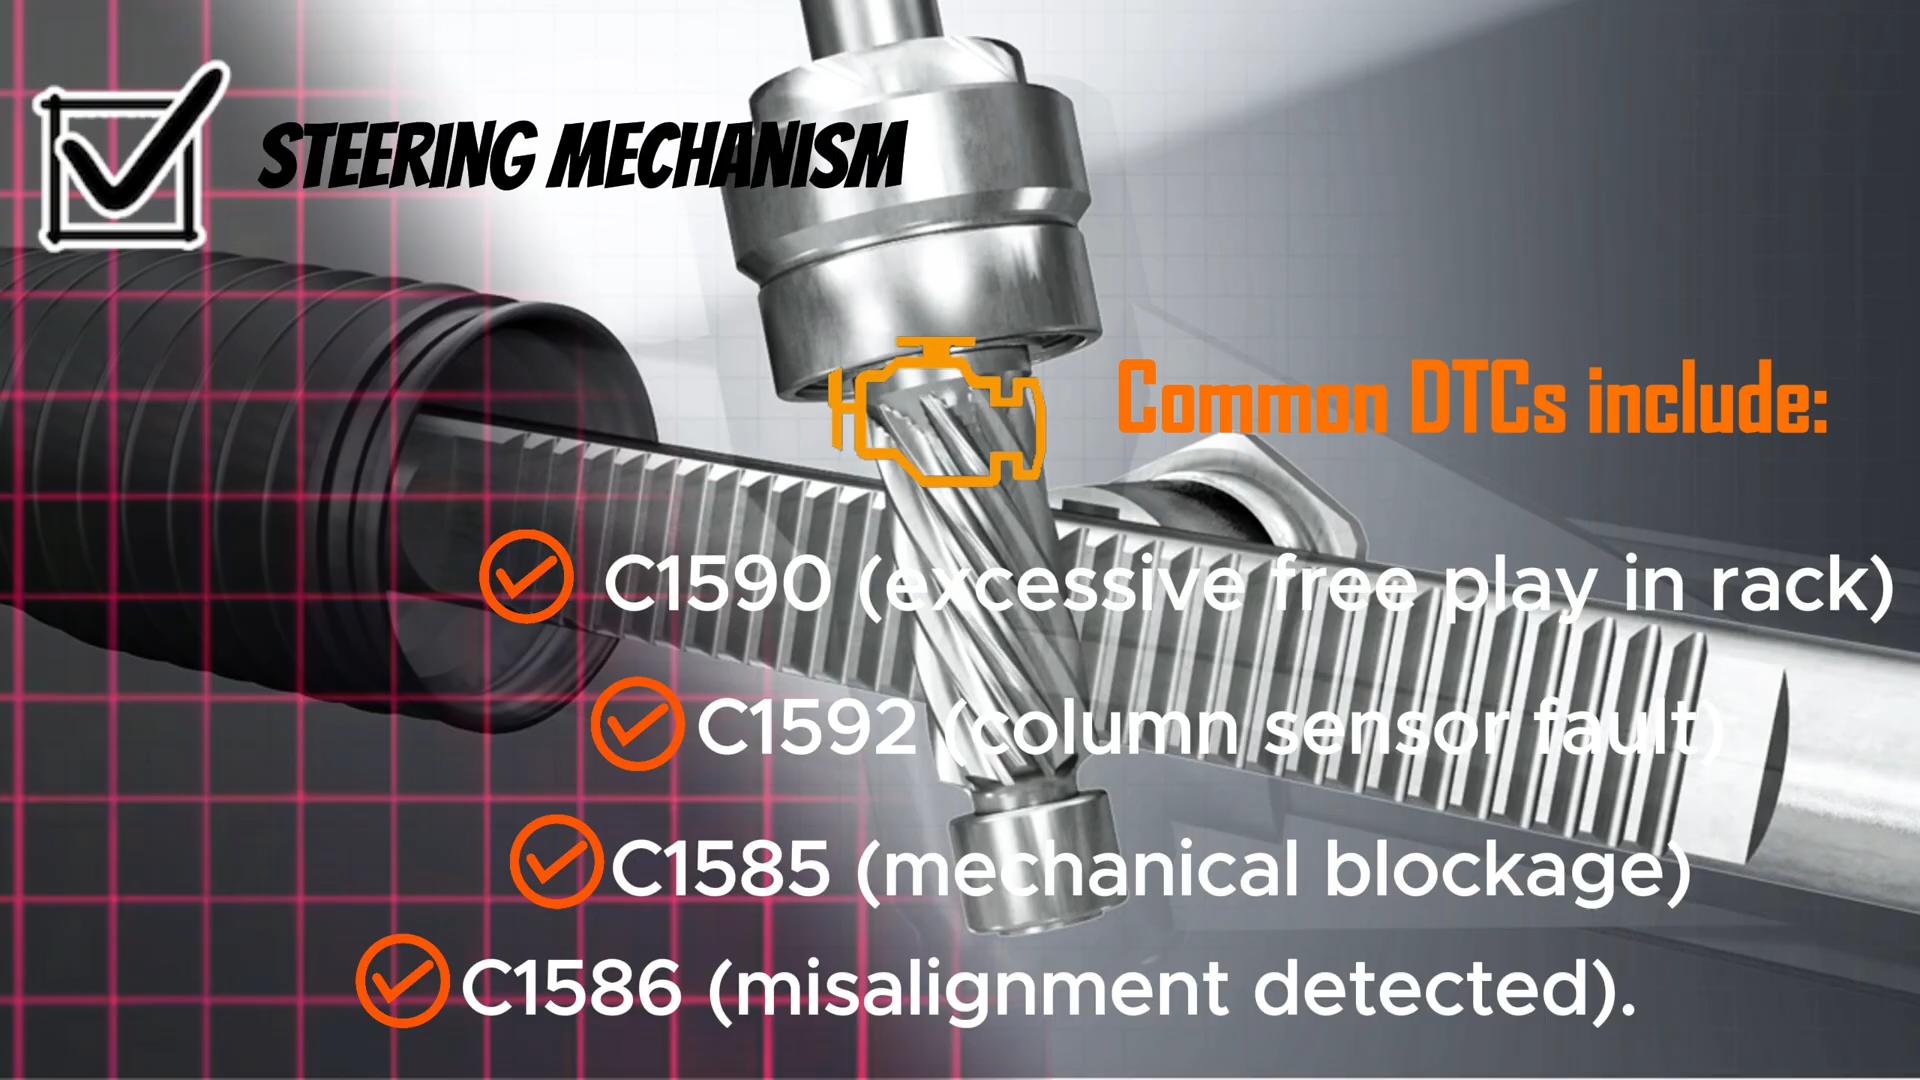 STEERING MECHANISM
Common DTCs include:
C1590 (excessive free play in rack)
C1592 (column sensor fault)
C1585 (mechanical blockage)
C1586 (misalignment detected).